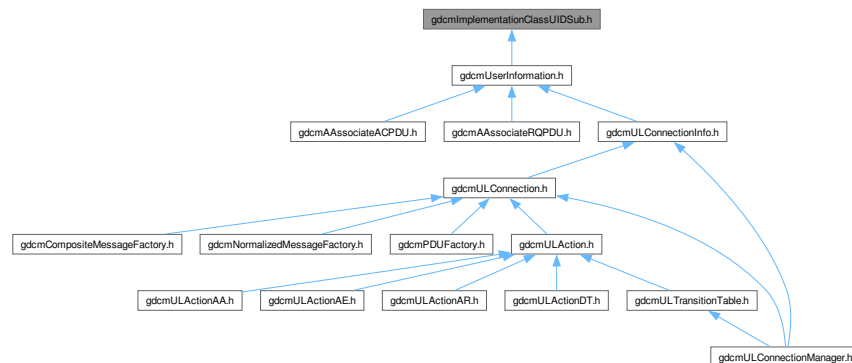 gdcmImplementationClassUIDSub.h
gdcmUserInformation.h
gdcmAAssociateACPDU.h
gdcmAAssociateRQPDU.h
gdcmULConnectionInfo.h
gdcmULConnection.h
gdcmCompositeMessageFactory.h
gdcmNormalizedMessageFactory.h
gdcmPDUFactory.h
gdcmULAction.h
gdcmULActionAA.h
gdcmULActionAE.h
gdcmULActionAR.h
gdcmULActionDT.h
gdcmULTransitionTable.h
gdcmULConnectionManager.h